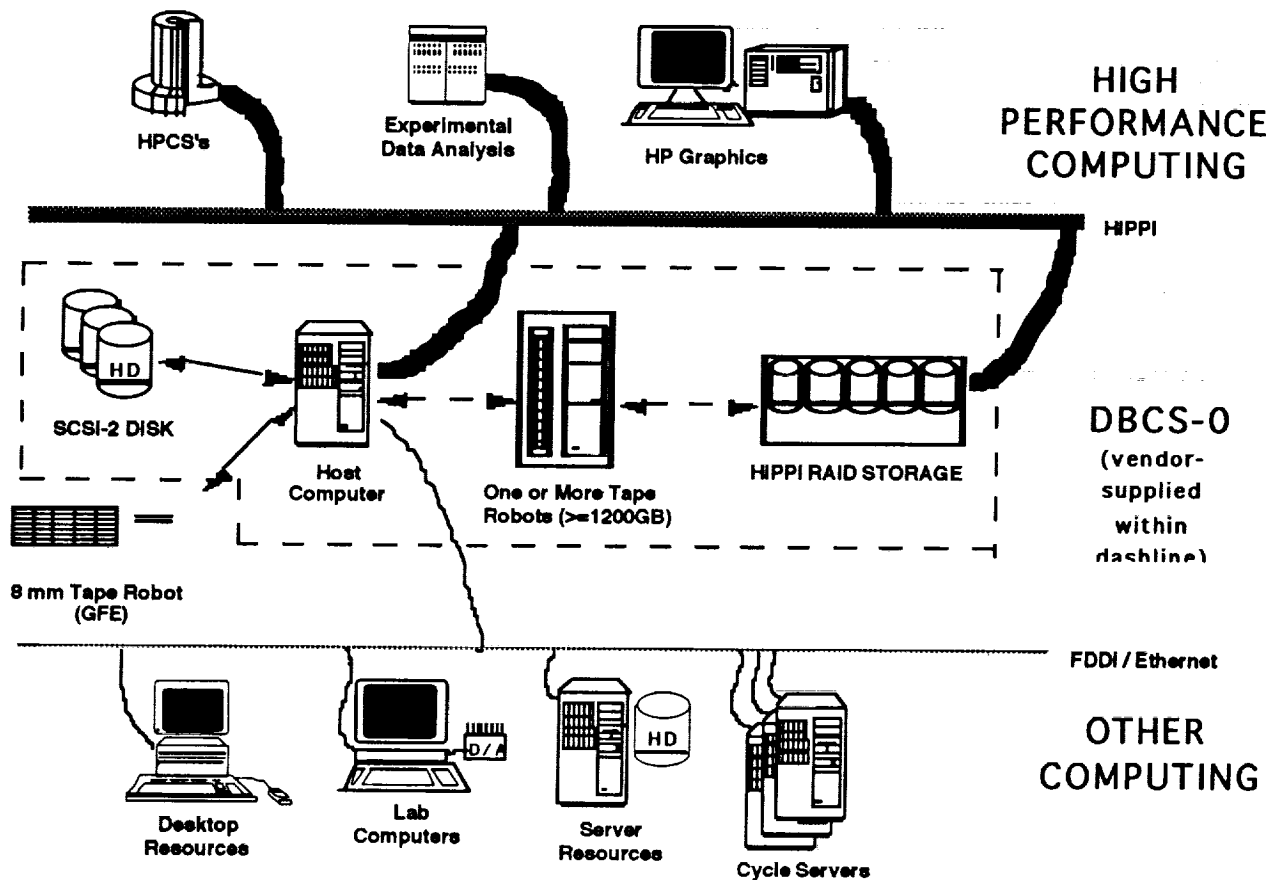 HPCS's
Experimental
Data Analysis
HP Graphics
HIGH
PERFORMANCE
COMPUTING
HIPPI
HD
SCSI-2 DISK
Host
Computer
One or More Tape
Robots (>=1200GB)
HIPPI RAID STORAGE
DBCS-0
(vendor-
supplied
within
dashline)
8 mm Tape Robot
(GFE)
FDDI / Ethernet
Desktop
Resources
D/A
Lab
Computers
HD
Server
Resources
Cycle Servers
OTHER
COMPUTING